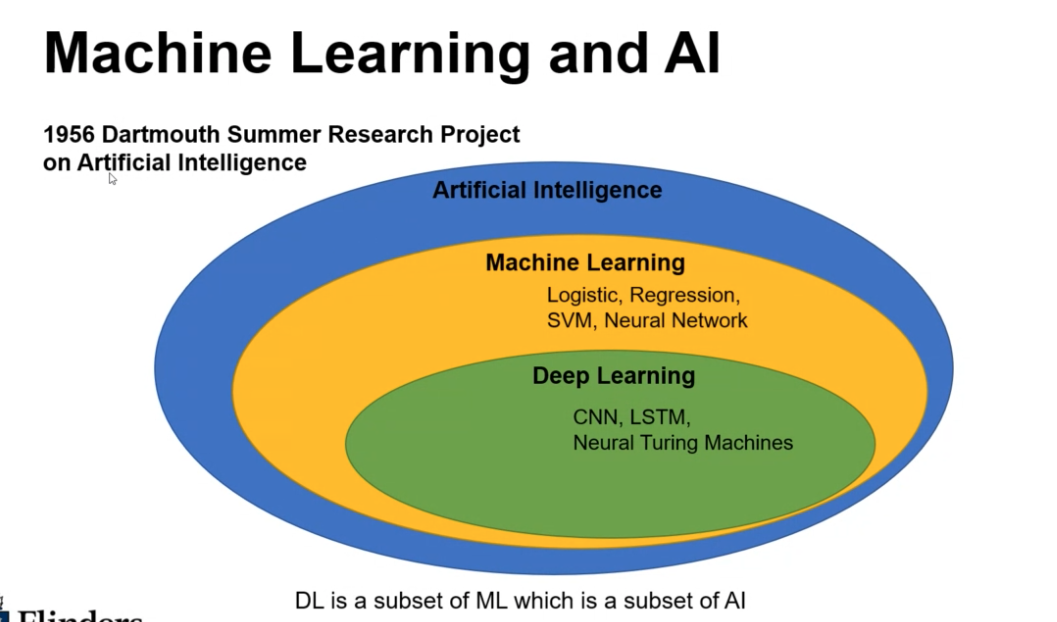 Machine Learning and AI
1956 Dartmouth Summer Research Project
on Artificial Intelligence
Artificial Intelligence
Machine Learning
Logistic, Regression,
SVM, Neural Network
Deep Learning
CNN, LSTM,
Neural Turing Machines
DL is a subset of ML which is a subset of AI
Flinders